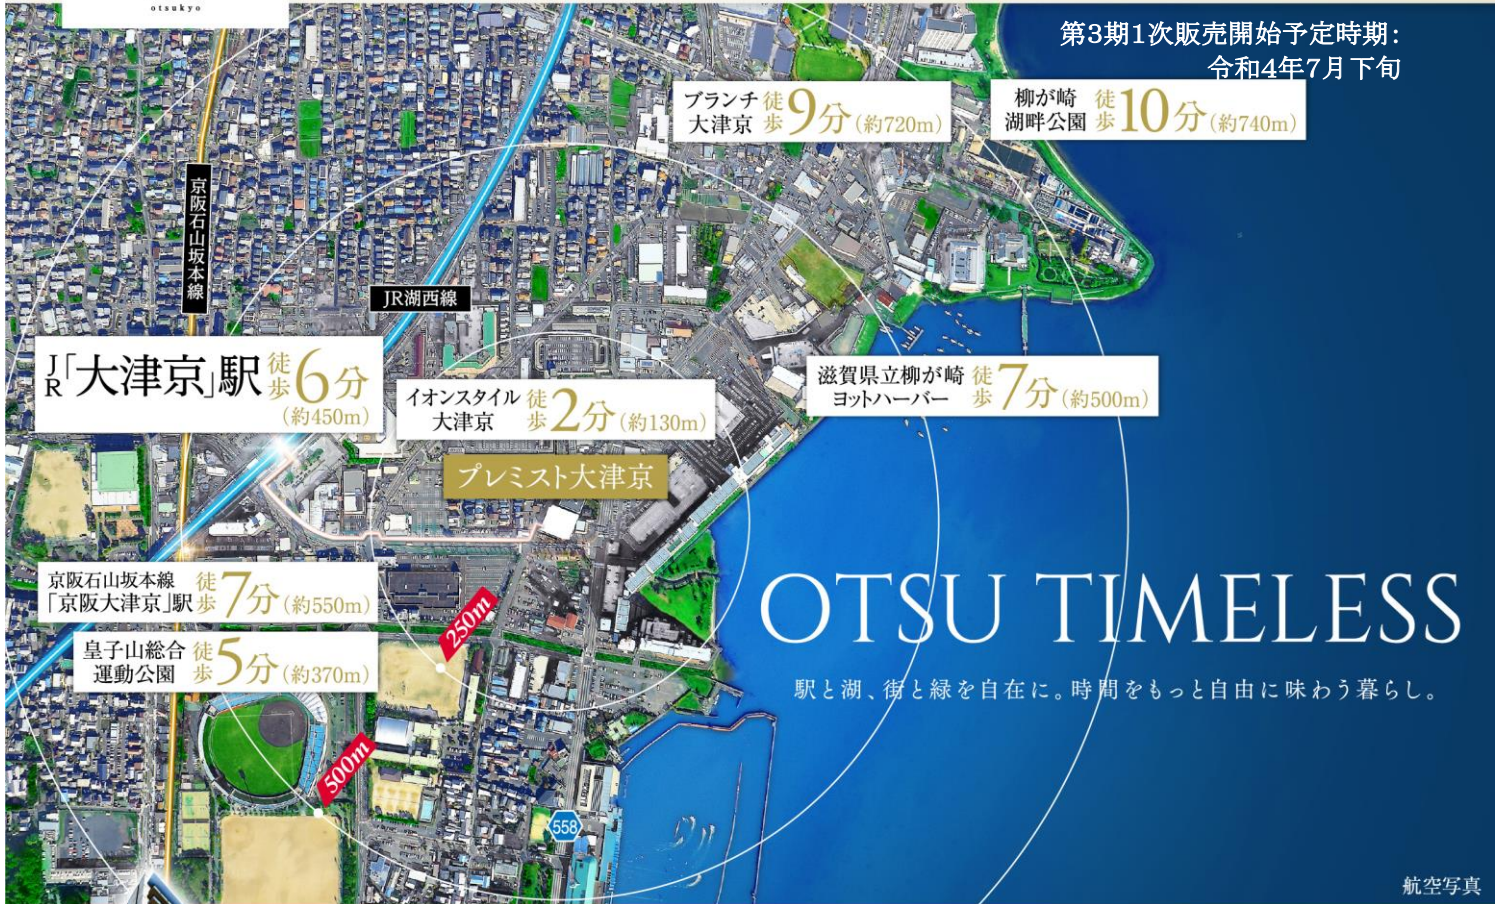 otsukyo
第3期1次販売開始予定時期:
令和4年7月下旬
ブランチ
大津京
徒歩9分(約720m)
柳が崎
湖畔公園
徒歩10分(約740m)
京阪石山坂本線
JR湖西線
JR「大津京」駅
徒歩6分
(約450m)
イオンスタイル
大津京
徒歩2分(約130m)
滋賀県立柳が崎
ヨットハーバー
徒歩7分(約500m)
プレミスト大津京
京阪石山坂本線
「京阪大津京」駅
徒歩7分(約550m)
250m
皇子山総合
運動公園
徒歩5分(約370m)
500m
558
OTSU TIMELESS
駅と湖、街と緑を自在に。時間をもっと自由に味わう暮らし。
航空写真